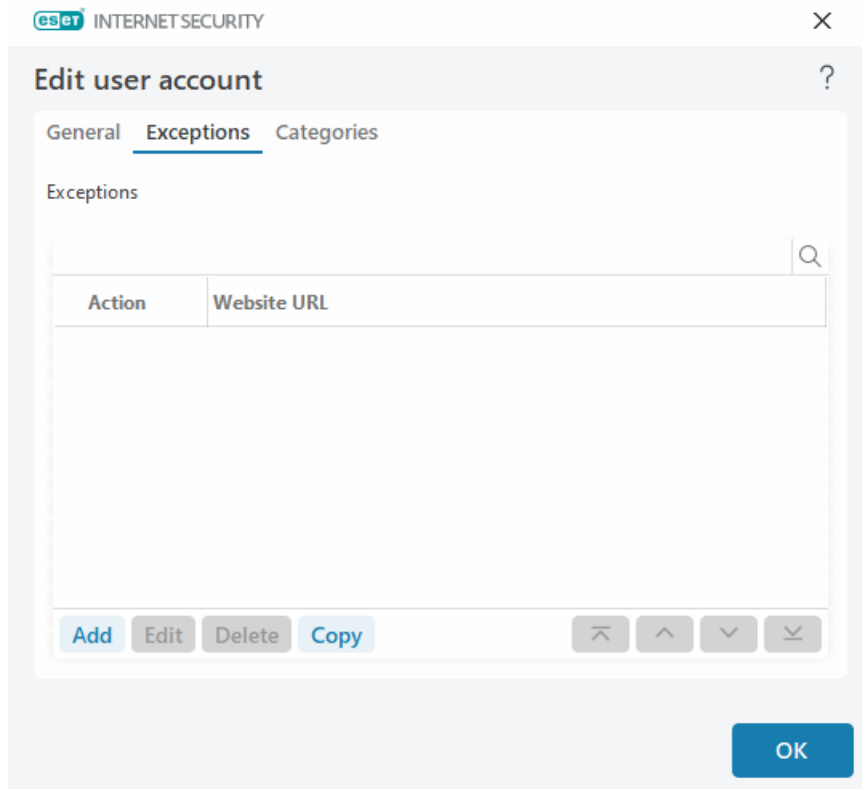 eset INTERNET SECURITY
Edit user account ?
General Exceptions Categories
Exceptions
Action Website URL
Add Edit Delete Copy
OK